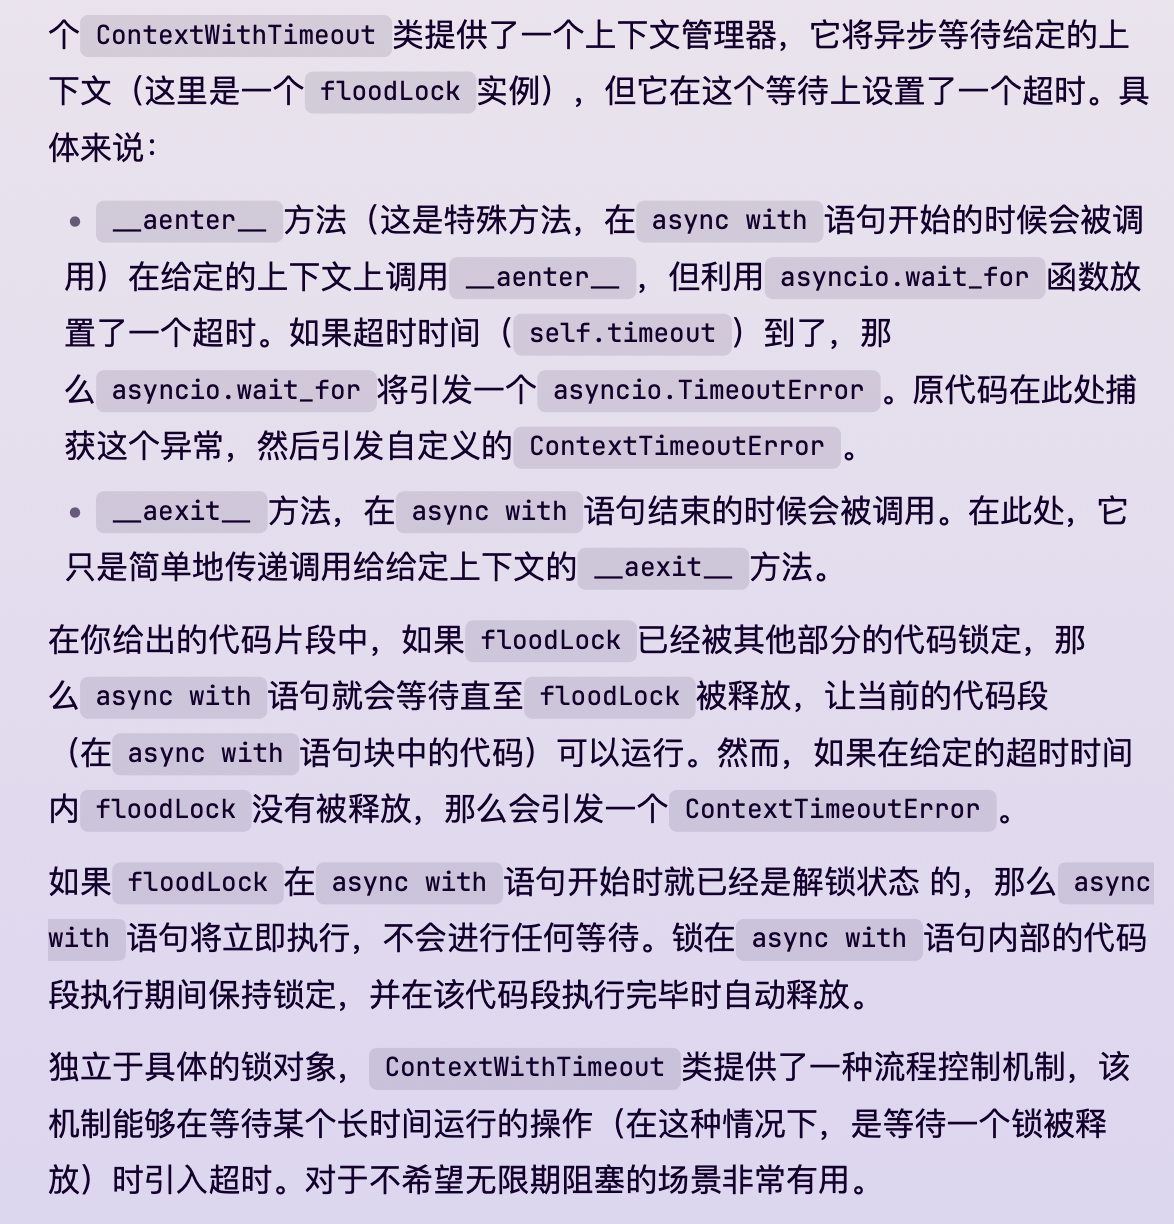 个 ContextWithTimeout 类提供了一个上下文管理器，它将异步等待给定的上
下文（这里是一个 floodLock 实例），但它在这个等待上设置了一个超时。具
体来说：
• __aenter__ 方法（这是特殊方法，在 async with 语句开始的时候会被调
用）在给定的上下文上调用 __aenter__ ，但利用 asyncio.wait_for 函数放
置了一个超时。如果超时时间（ self.timeout ）到了，那
么 asyncio.wait_for 将引发一个 asyncio.TimeoutError 。原代码在此处捕
获这个异常，然后引发自定义的 ContextTimeoutError 。
• __aexit__ 方法，在 async with 语句结束的时候会被调用。在此处，它
只是简单地传递调用给给定上下文的 __aexit__ 方法。
在你给出的代码片段中，如果 floodLock 已经被其他部分的代码锁定，那
么 async with 语句就会等待直至 floodLock 被释放，让当前的代码段
（在 async with 语句块中的代码）可以运行。然而，如果在给定的超时时间
内 floodLock 没有被释放，那么会引发一个 ContextTimeoutError 。
如果 floodLock 在 async with 语句开始时就已经是解锁状态 的，那么 async
with 语句将立即执行，不会进行任何等待。锁在 async with 语句内部的代码
段执行期间保持锁定，并在该代码段执行完毕时自动释放。
独立于具体的锁对象， ContextWithTimeout 类提供了一种流程控制机制，该
机制能够在等待某个长时间运行的操作（在这种情况下，是等待一个锁被释
放）时引入超时。对于不希望无限期阻塞的场景非常有用。